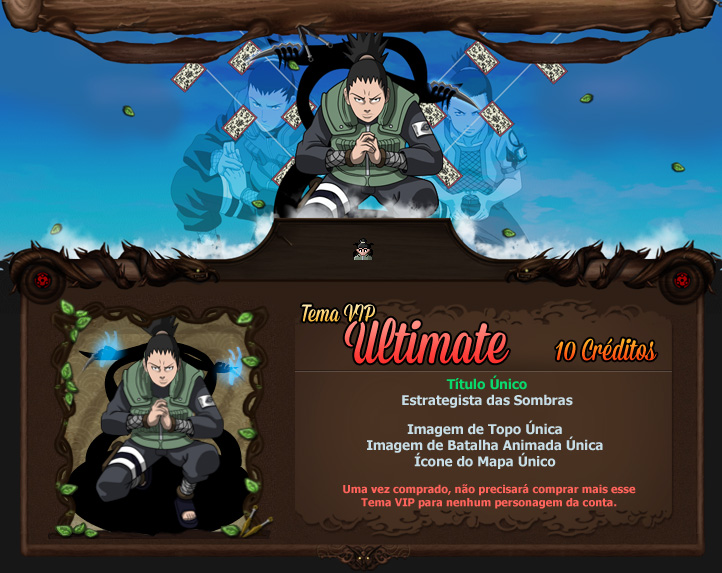 Tema VIP
Ultimate
10 Créditos
Título Único
Estrategista das Sombras
Imagem de Topo Única
Imagem de Batalha Animada Única
Ícone do Mapa Único
Uma vez comprado, não precisará comprar mais esse
Tema VIP para nenhum personagem da conta.